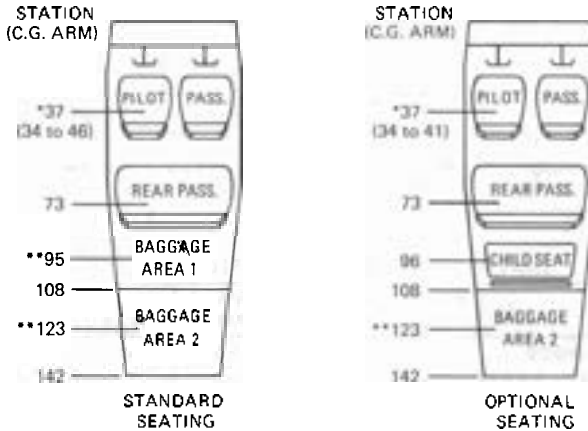 STATION
(C.G. ARM)
PILOT PASS.
*37
(34 to 46)
REAR PASS.
73
**95 BAGGAGE
AREA 1
108
**123 BAGGAGE
AREA 2
142
STANDARD
SEATING
STATION
(C.G. ARM)
PILOT PASS.
*37
(34 to 41)
REAR PASS.
73
96 CHILD SEAT
108
**123 BAGGAGE
AREA 2
142
OPTIONAL
SEATING